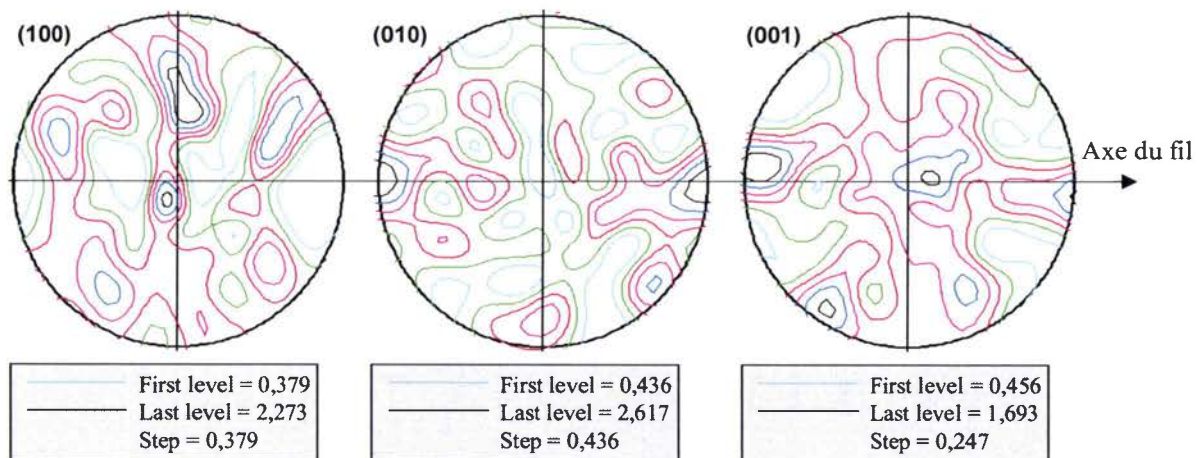 (100)
(010)
(001)
Axe du fil
First level = 0,379
Last level = 2,273
Step = 0,379
First level = 0,436
Last level = 2,617
Step = 0,436
First level = 0,456
Last level = 1,693
Step = 0,247